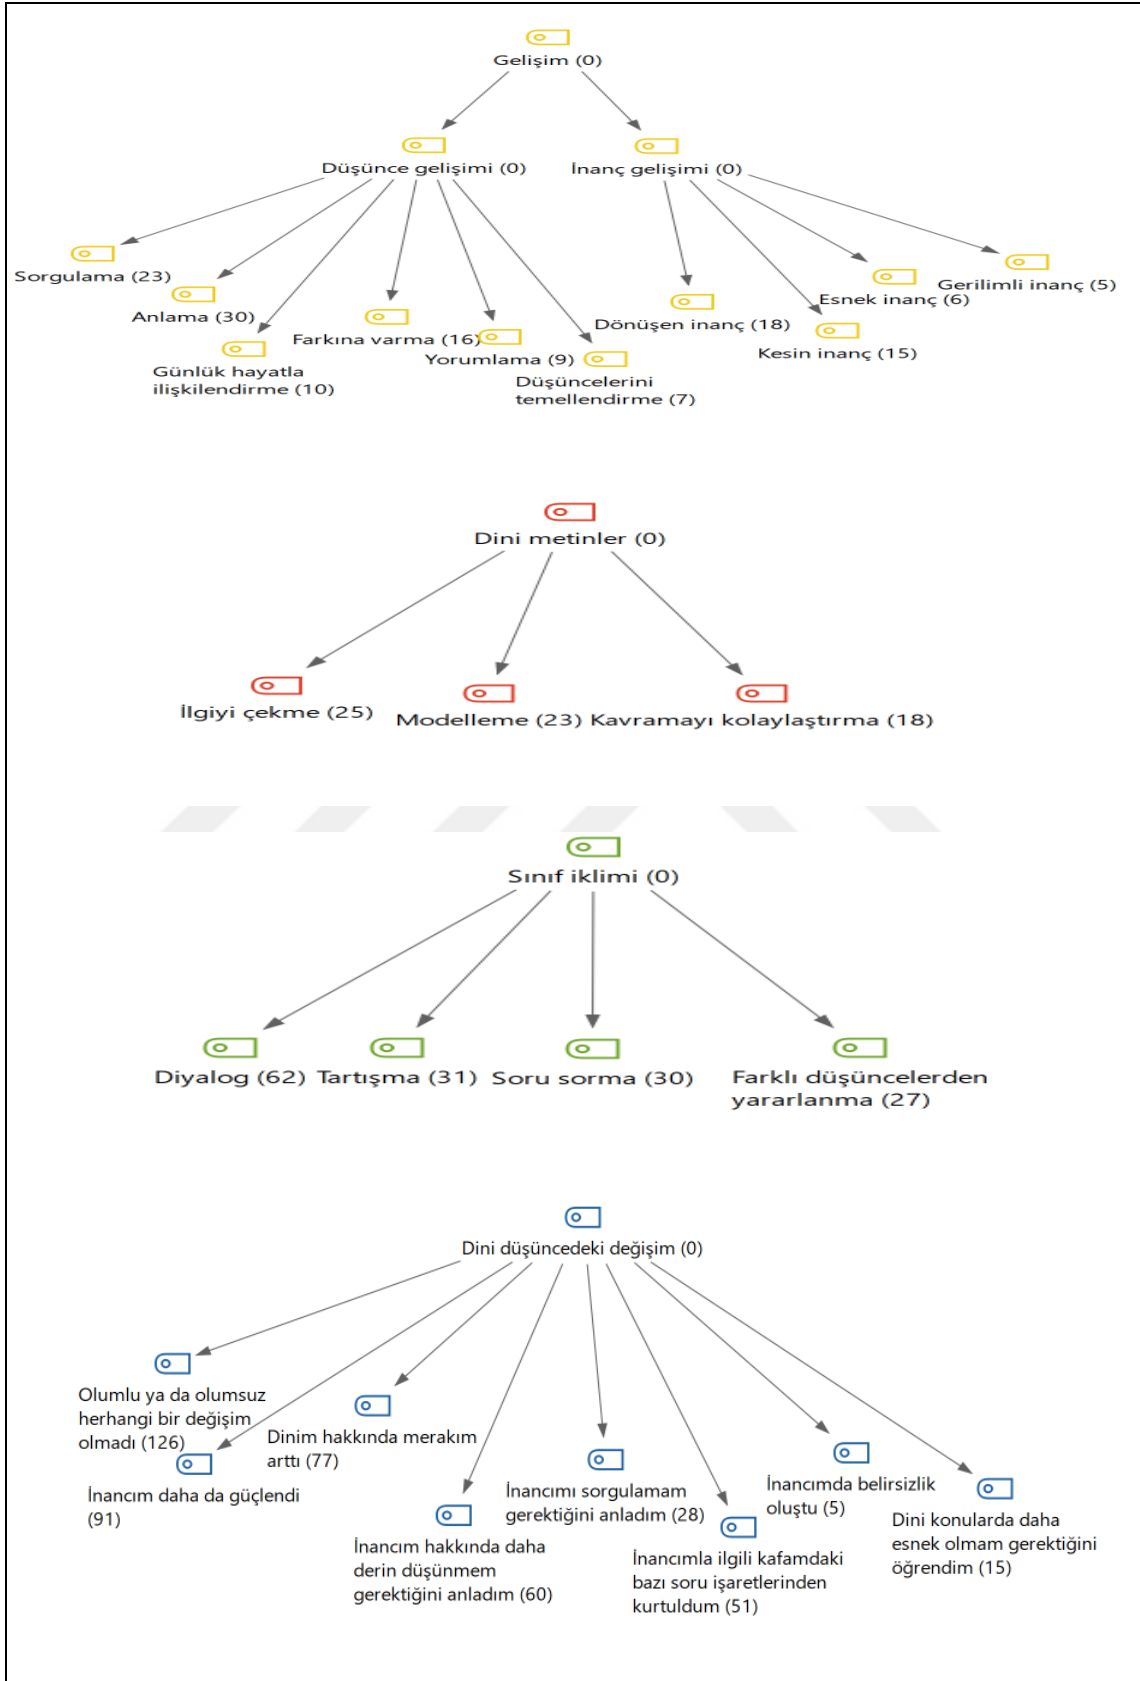 Gelişim (0)
Düşünce gelişimi (0)
İnanç gelişimi (0)
Sorgulama (23)
Anlama (30)
Günlük hayatla
ilişkilendirme (10)
Farkına varma (16)
Yorumlama (9)
Düşüncelerini
temellendirme (7)
Dönüşen inanç (18)
Kesin inanç (15)
Esnek inanç (6)
Gerilimli inanç (5)
Dini metinler (0)
İlgiyi çekme (25)
Modelleme (23)
Kavramayı kolaylaştırma (18)
Sınıf iklimi (0)
Diyalog (62)
Tartışma (31)
Soru sorma (30)
Farklı düşüncelerden
yararlanma (27)
Dini düşüncedeki değişim (0)
Olumlu ya da olumsuz
herhangi bir değişim
olmadı (126)
İnancım daha da güçlendi
(91)
Dinim hakkında merakım
arttı (77)
İnancım hakkında daha
derin düşünmem
gerektiğini anladım (60)
İnancımı sorgulamam
gerektiğini anladım (28)
İnancımla ilgili kafamdaki
bazı soru işaretlerinden
kurtuldum (51)
İnancımda belirsizlik
oluştu (5)
Dini konularda daha
esnek olmam gerektiğini
öğrendim (15)